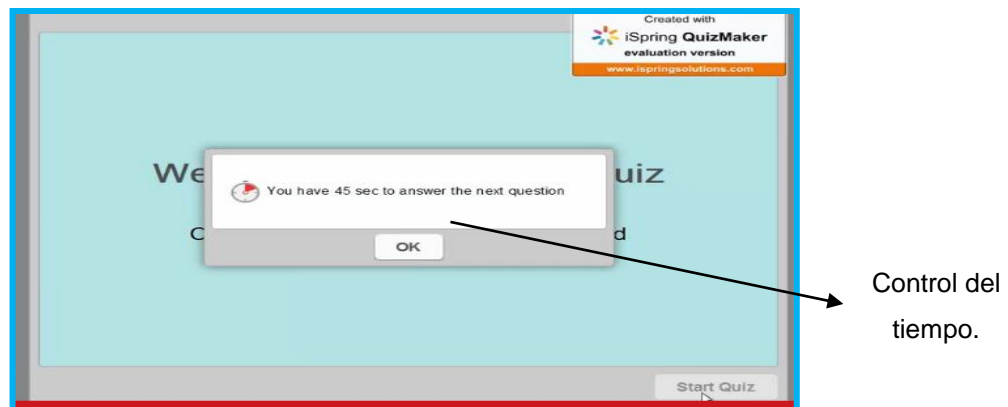 Created with
iSpring QuizMaker
evaluation version
www.ispringsolutions.com
We
uiz
You have 45 sec to answer the next question
C
d
OK
Control del
tiempo.
Start Quiz